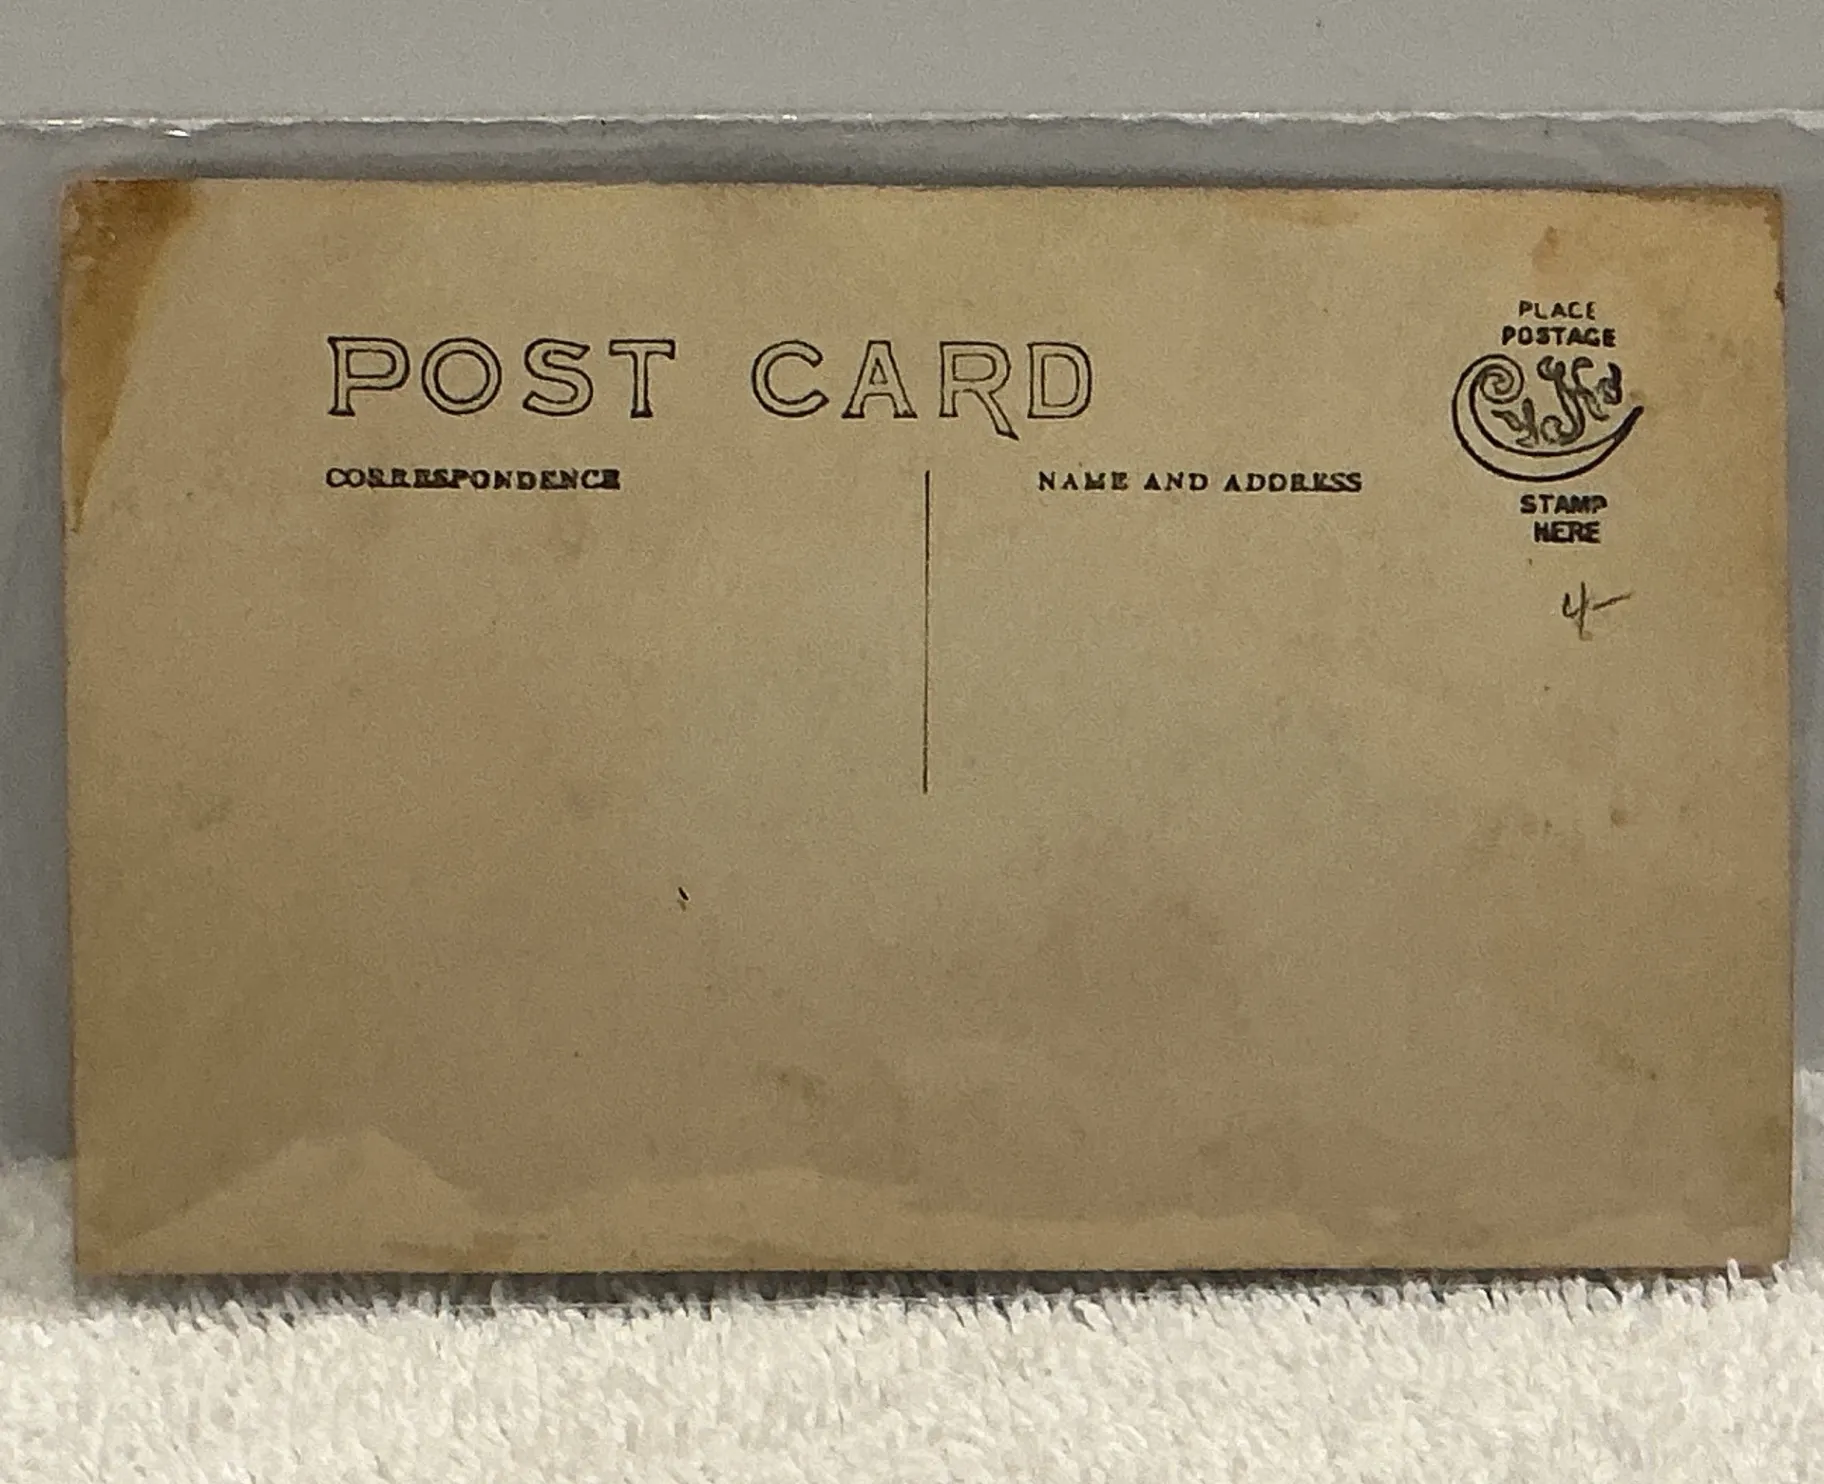 POST CARD
CORRESPONDENCE
NAME AND ADDRESS
PLACE
POSTAGE
STAMP
HERE
4-